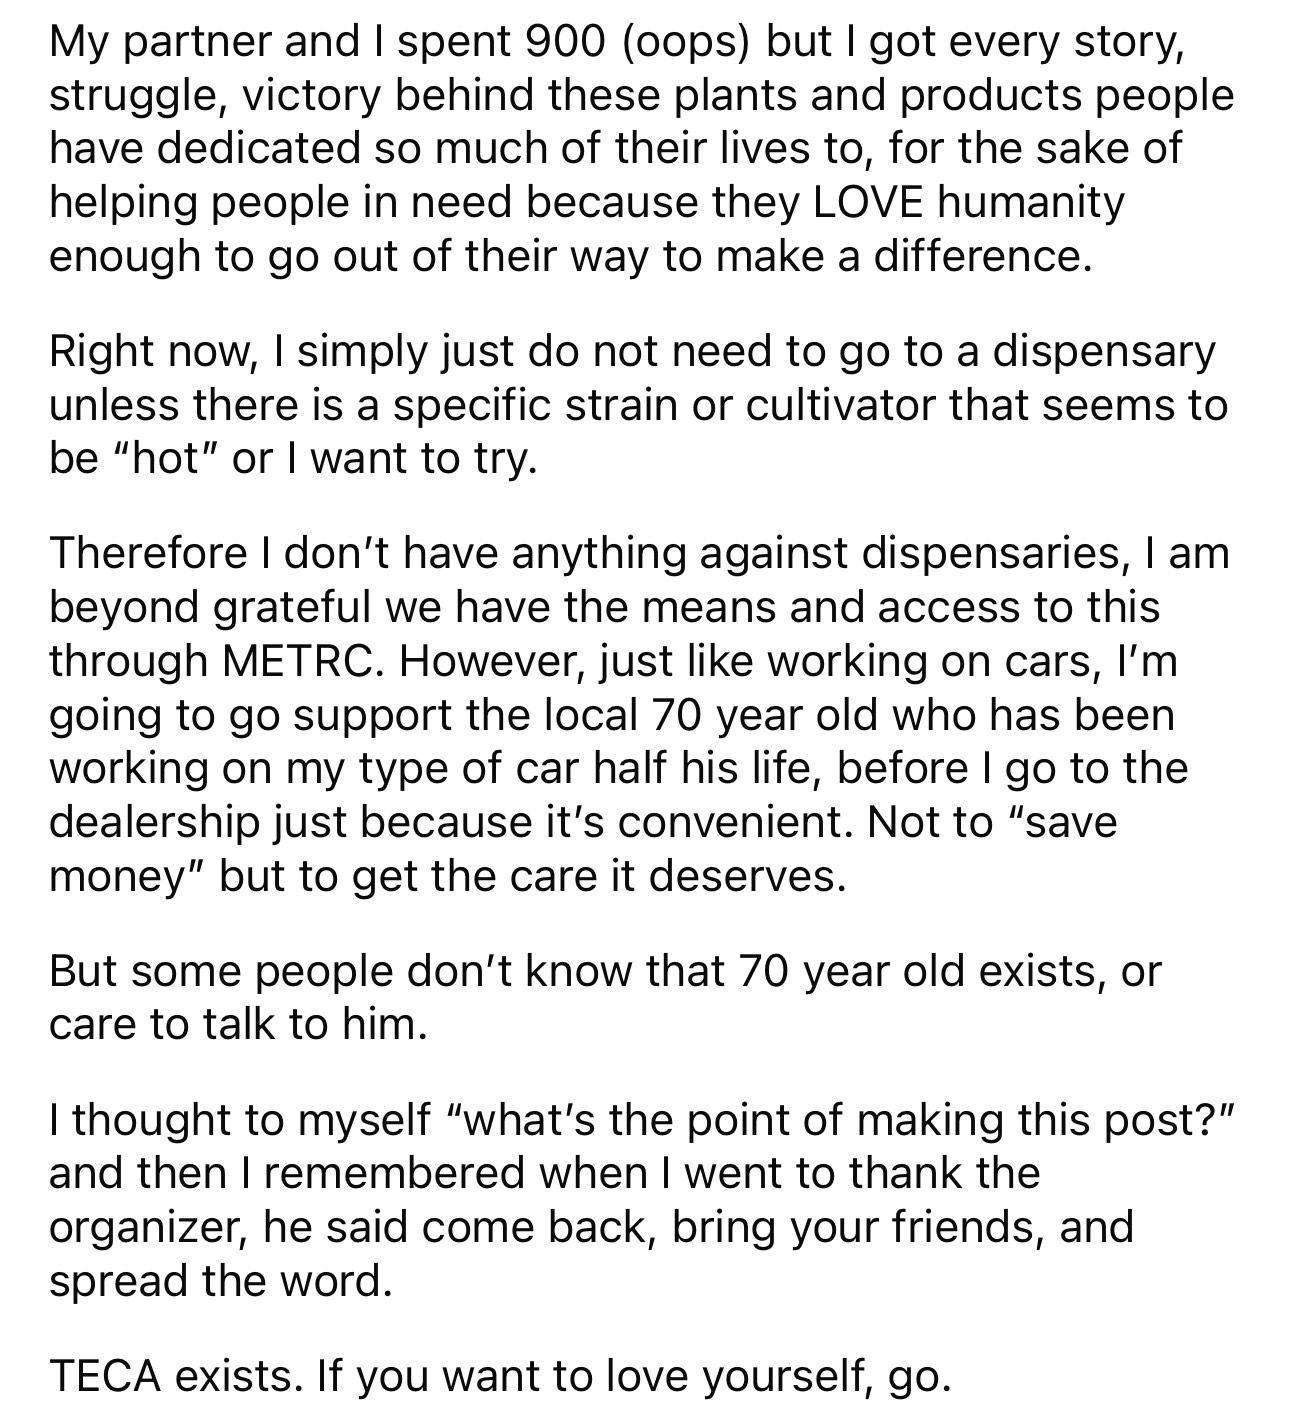 My partner and I spent 900 (oops) but I got every story,
struggle, victory behind these plants and products people
have dedicated so much of their lives to, for the sake of
helping people in need because they LOVE humanity
enough to go out of their way to make a difference.
Right now, I simply just do not need to go to a dispensary
unless there is a specific strain or cultivator that seems to
be “hot” or I want to try.
Therefore I don’t have anything against dispensaries, I am
beyond grateful we have the means and access to this
through METRC. However, just like working on cars, I’m
going to go support the local 70 year old who has been
working on my type of car half his life, before I go to the
dealership just because it’s convenient. Not to “save
money” but to get the care it deserves.
But some people don’t know that 70 year old exists, or
care to talk to him.
I thought to myself “what’s the point of making this post?”
and then I remembered when I went to thank the
organizer, he said come back, bring your friends, and
spread the word.
TECA exists. If you want to love yourself, go.